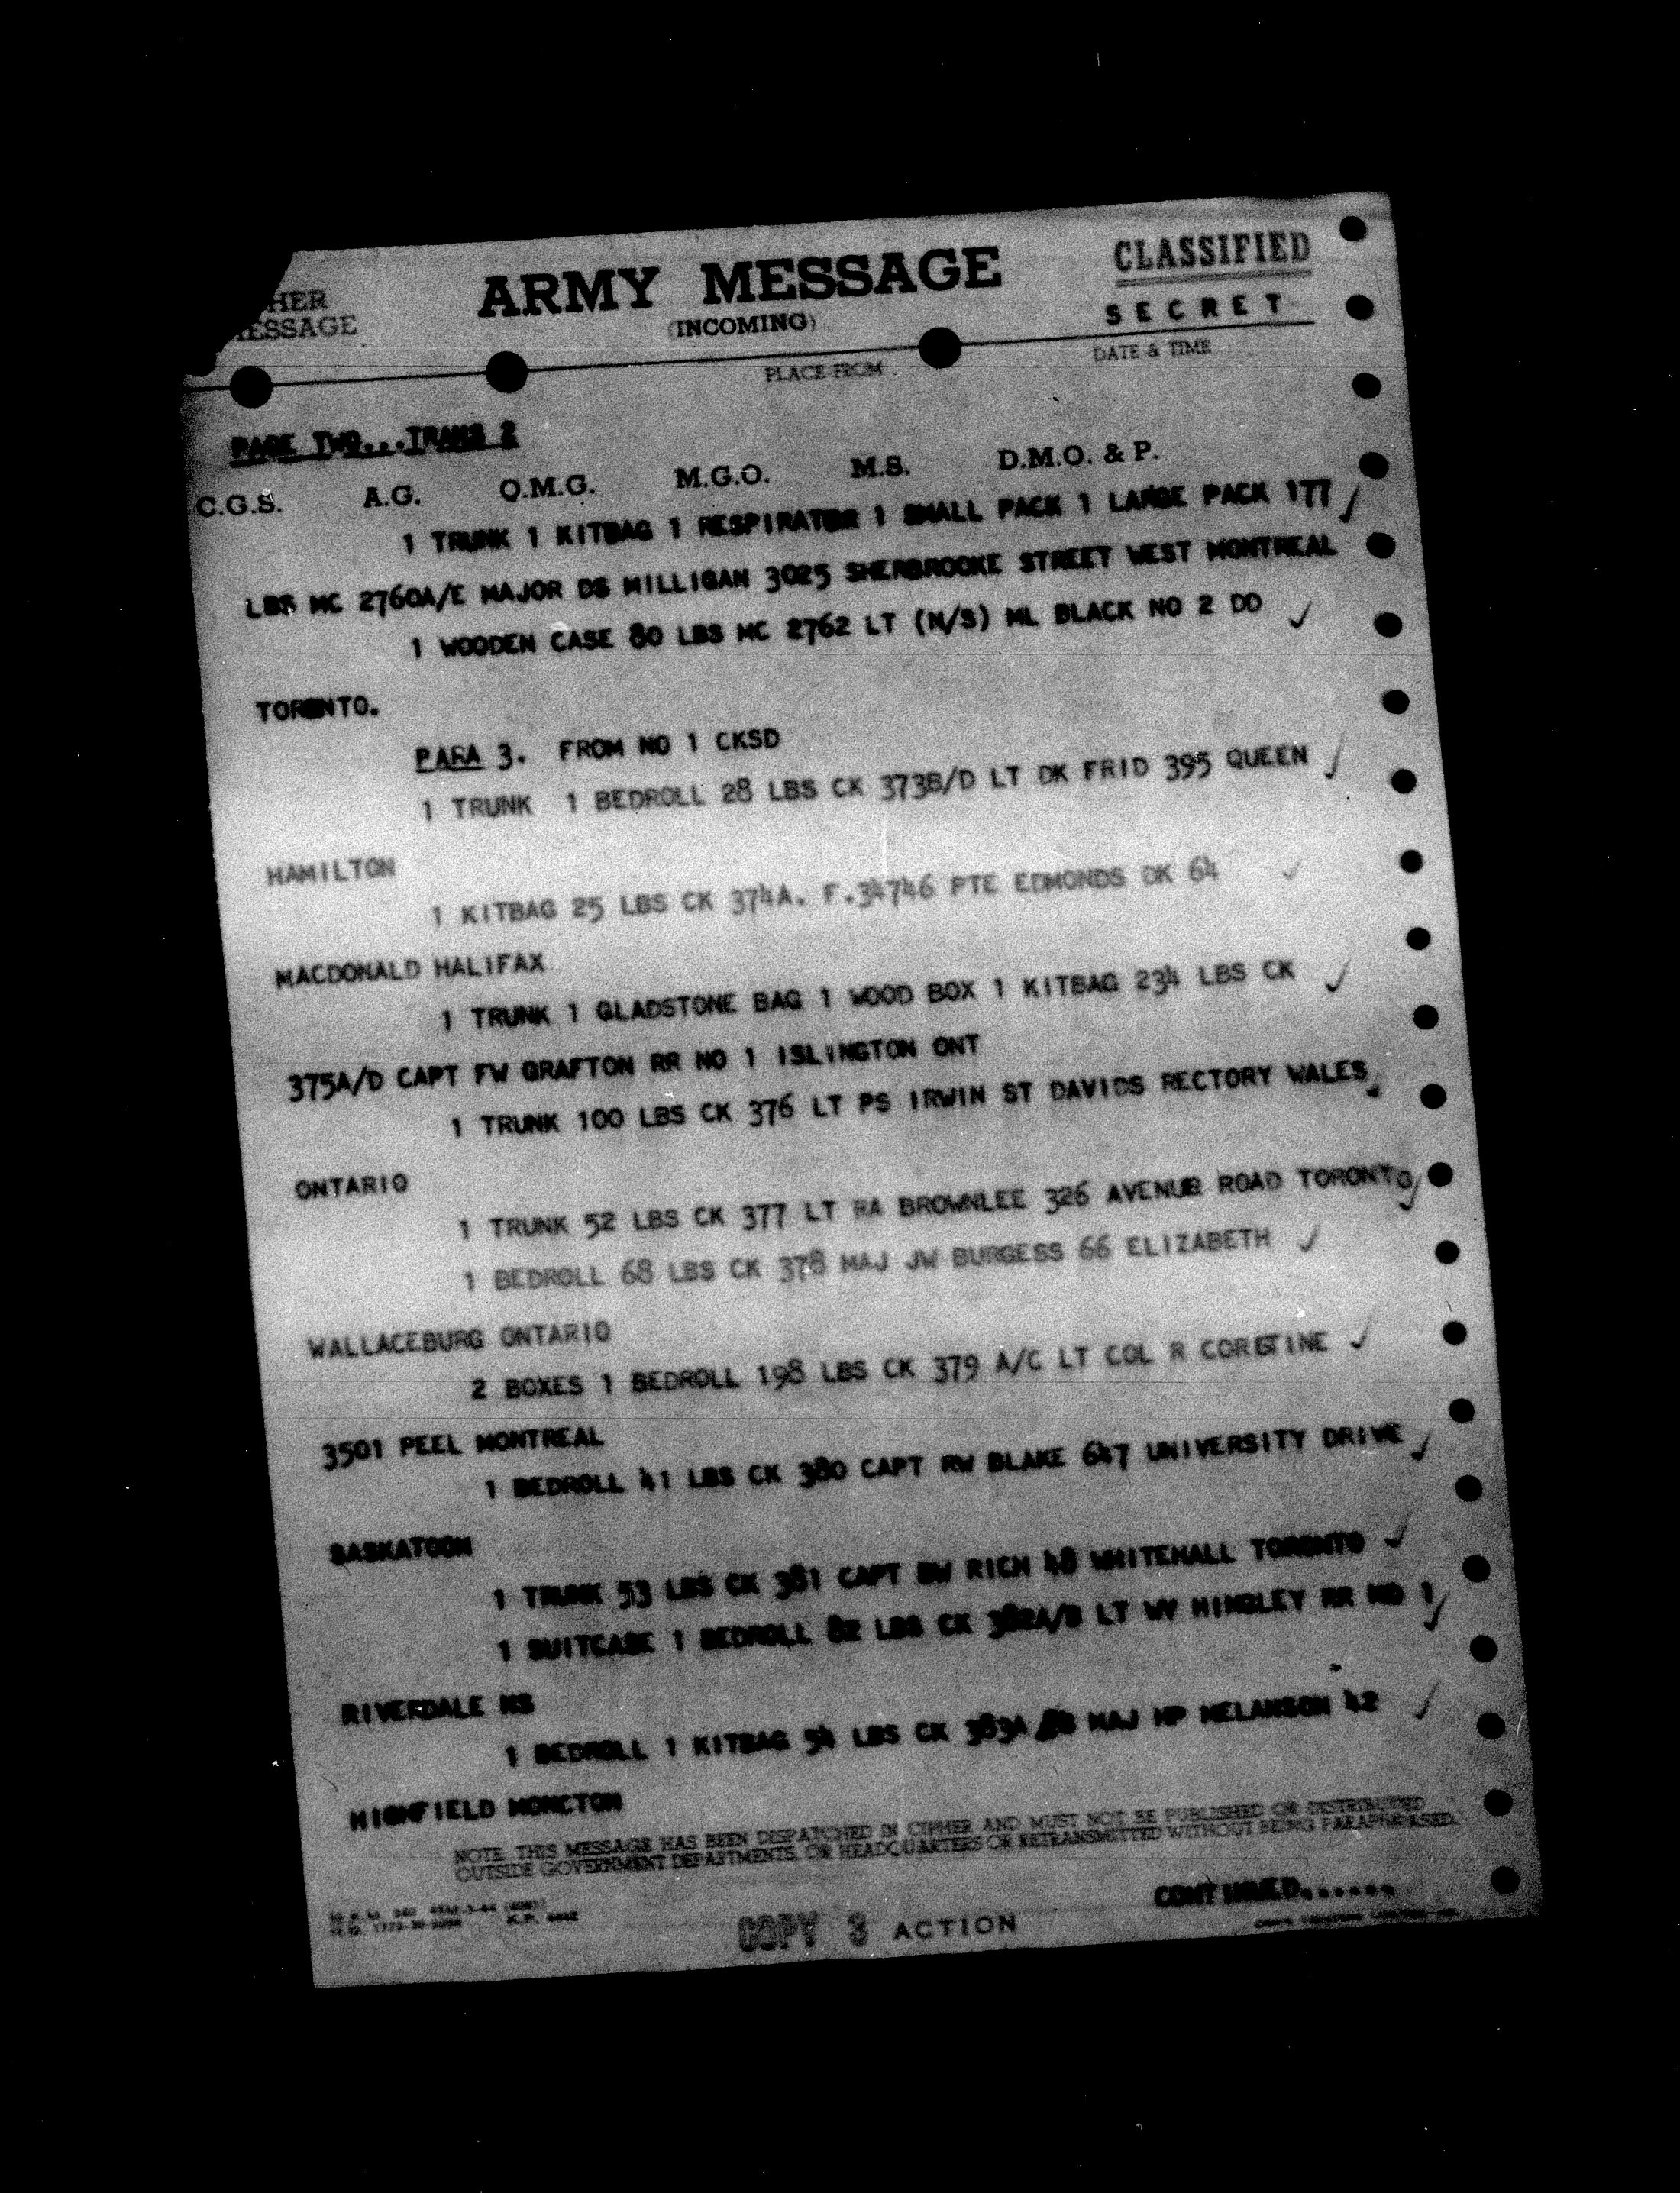 HER
ESSAGE
ARMY MESSAGE
(INCOMING)
CLASSIFIED
SECRET
PLACE FROM
DATE & TIME
PAGE TWO...TRANS 2
C.G.S. A.G. Q.M.G. M.G.O. M.S. D.M.O. & P.
1 TRUNK 1 KITBAG 1 RESPIRATOR 1 SMALL PACK 1 LARGE PACK 177
LBS MC 2760A/E MAJOR DS MILLIGAN 3025 SHERBROOKE STREET WEST MONTREAL
1 WOODEN CASE 80 LBS MC 2762 LT (N/S) ML BLACK NO 2 DD
TORONTO.
PARA 3. FROM NO 1 CKSD
1 TRUNK 1 BEDROLL 28 LBS CK 373B/D LT DK FRID 395 QUEEN
HAMILTON
1 KITBAG 25 LBS CK 374A. F.34746 PTE EDMONDS DK 64
MACDONALD HALIFAX
1 TRUNK 1 GLADSTONE BAG 1 WOOD BOX 1 KITBAG 234 LBS CK
375A/D CAPT FW GRAFTON RR NO 1 ISLINGTON ONT
1 TRUNK 100 LBS CK 376 LT PS IRWIN ST DAVIDS RECTORY WALES
ONTARIO
1 TRUNK 52 LBS CK 377 LT RA BROWNLEE 326 AVENUE ROAD TORONTO
1 BEDROLL 68 LBS CK 378 MAJ JW BURGESS 66 ELIZABETH
WALLACEBURG ONTARIO
2 BOXES 1 BEDROLL 198 LBS CK 379 A/C LT COL R CORSTINE
3501 PEEL MONTREAL
1 BEDROLL 41 LBS CK 380 CAPT RW BLAKE 647 UNIVERSITY DRIVE
SASKATOON
1 TRUNK 53 LBS CK 381 CAPT BW RICH 48 WHITEHALL TORONTO
1 SUITCASE 1 BEDROLL 82 LBS CK 382A/B LT WV HINGLEY RR NO 1
RIVERDALE NS
1 BEDROLL 1 KITBAG 54 LBS CK 383A/B MAJ HP MELANSON 42
HIGHFIELD MONCTON
NOTE THIS MESSAGE HAS BEEN DISPATCHED IN CIPHER AND MUST NOT BE PUBLISHED OR DISTRIBUTED
OUTSIDE GOVERNMENT DEPARTMENTS, OR HEADQUARTERS OR RETRANSMITTED WITHOUT BEING PARAPHRASED.
CONTINUED......
COPY 3 ACTION